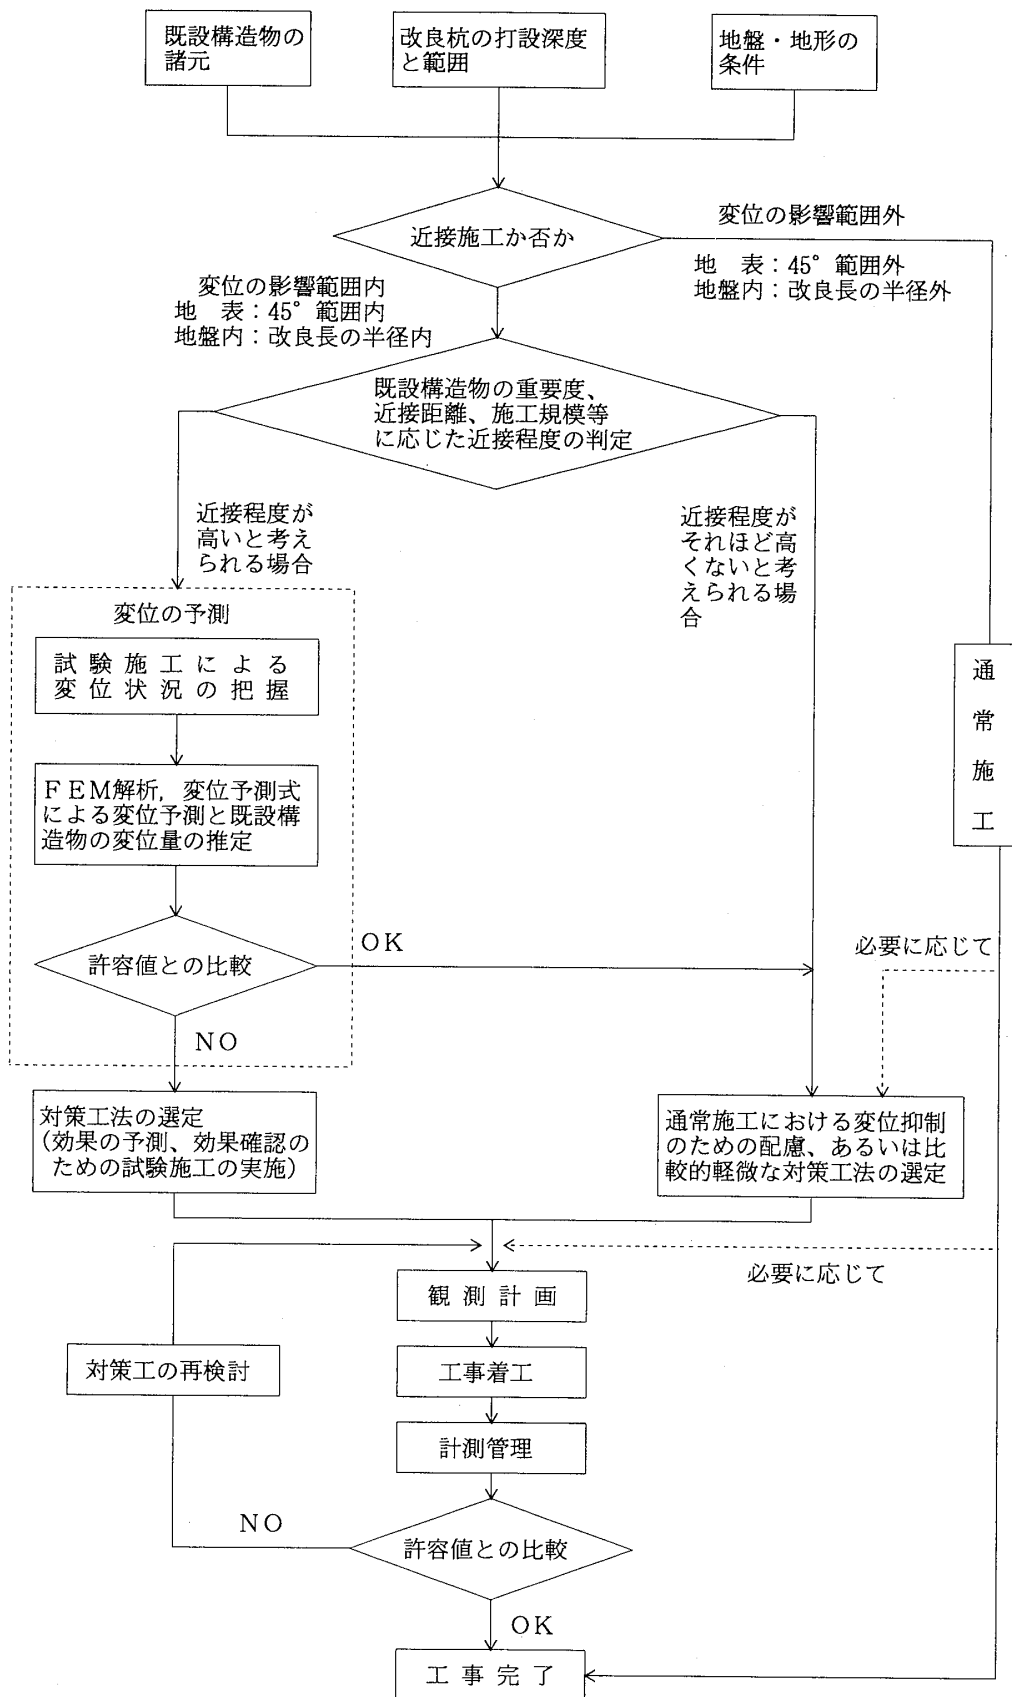 既設構造物の
諸元
改良杭の打設深度
と範囲
地盤・地形の
条件
近接施工か否か
変位の影響範囲外
地　表：45°範囲外
地盤内：改良長の半径外
変位の影響範囲内
地　表：45°範囲内
地盤内：改良長の半径内
既設構造物の重要度、
近接距離、施工規模等
に応じた近接程度の判定
近接程度が
高いと考え
られる場合
近接程度が
それほど高
くないと考
えられる場
合
変位の予測
試験施工による
変位状況の把握
通常施工
ＦＥＭ解析，変位予測式
による変位予測と既設構
造物の変位量の推定
許容値との比較
ＯＫ
必要に応じて
ＮＯ
対策工法の選定
（効果の予測、効果確認の
ための試験施工の実施）
通常施工における変位抑制
のための配慮、あるいは比
較的軽微な対策工法の選定
必要に応じて
観測計画
対策工の再検討
工事着工
計測管理
ＮＯ
許容値との比較
ＯＫ
工事完了